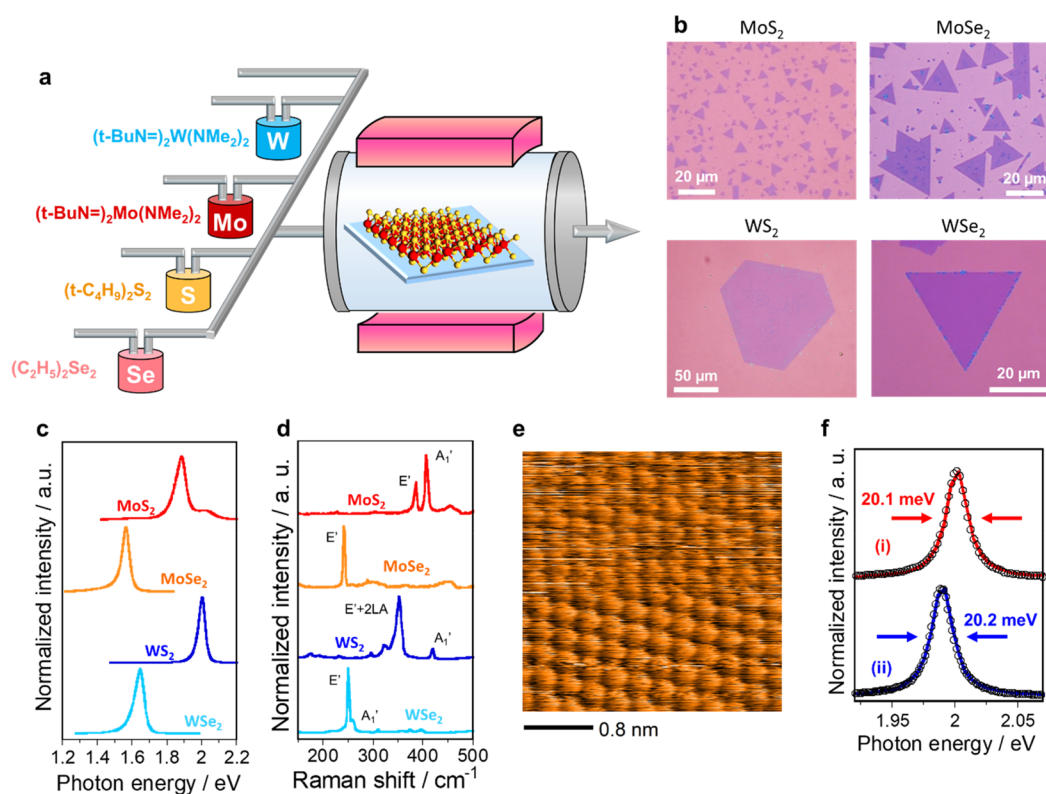 a
(t-BuN=)₂W(NMe₂)₂
W
(t-BuN=)₂Mo(NMe₂)₂
Mo
(t-C₄H₉)₂S₂
S
(C₂H₅)₂Se₂
Se
b
MoS₂
MoSe₂
20 µm
20 µm
WS₂
WSe₂
50 µm
20 µm
c
Normalized intensity / a.u.
MoS₂
MoSe₂
WS₂
WSe₂
1.2 1.4 1.6 1.8 2 2.2
Photon energy / eV
d
Normalized intensity / a.u.
E'
A₁'
MoS₂
E'
MoSe₂
E'+2LA
A₁'
WS₂
E'
A₁'
WSe₂
200 300 400 500
Raman shift / cm⁻¹
e
0.8 nm
f
Normalized intensity / a. u.
20.1 meV
(i)
20.2 meV
(ii)
1.95 2 2.05
Photon energy / eV